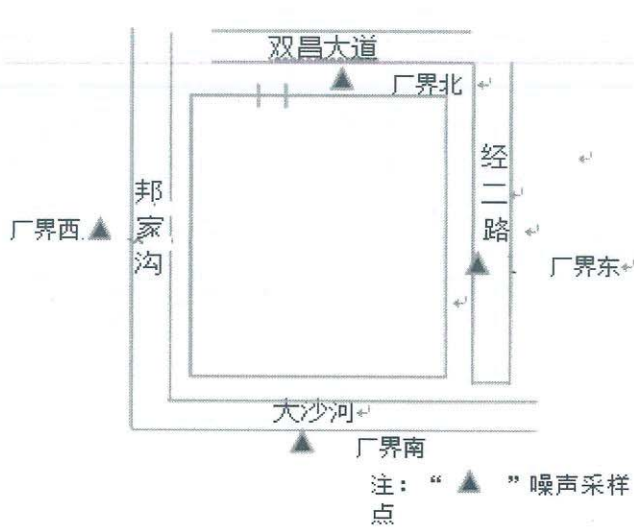 双昌大道
厂界北
经二路
邦家沟
厂界西
厂界东
大沙河
厂界南
注：“▲”噪声采样
点